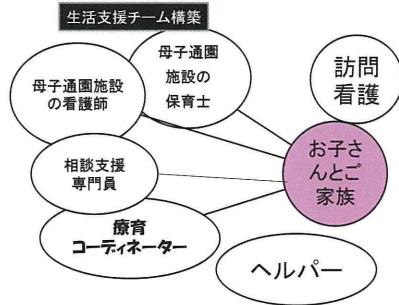 生活支援チーム構築
母子通園
施設の
保育士
母子通園施設
の看護師
訪問
看護
お子さ
んとご
家族
相談支援
専門員
療育
コーディネーター
ヘルパー